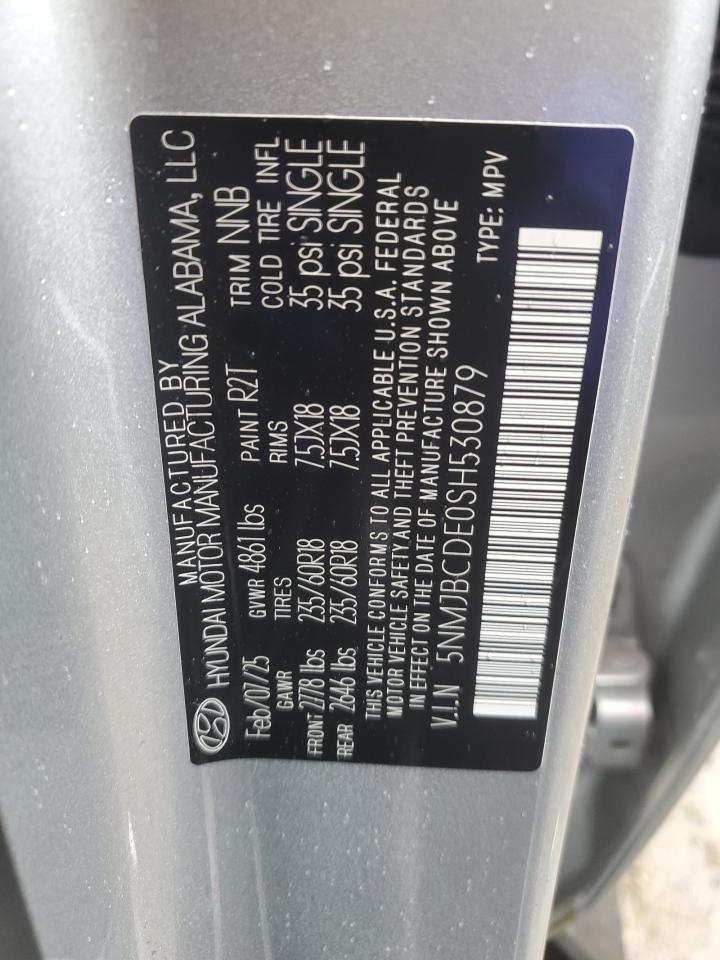 MANUFACTURED BY
HYUNDAI MOTOR MANUFACTURING ALABAMA, LLC
Feb/07/25 GVWR 4861 lbs PAINT R2T TRIM NNB
GAWR TIRES RIMS COLD TIRE INFL
FRONT 2778 lbs 235/60R18 7.5JX18 35 psi SINGLE
REAR 2646 lbs 235/60R18 7.5JX18 35 psi SINGLE
THIS VEHICLE CONFORMS TO ALL APPLICABLE U.S.A. FEDERAL
MOTOR VEHICLE SAFETY AND THEFT PREVENTION STANDARDS
IN EFFECT ON THE DATE OF MANUFACTURE SHOWN ABOVE
V.I.N 5NMJBCDE0SH530879 TYPE: MPV